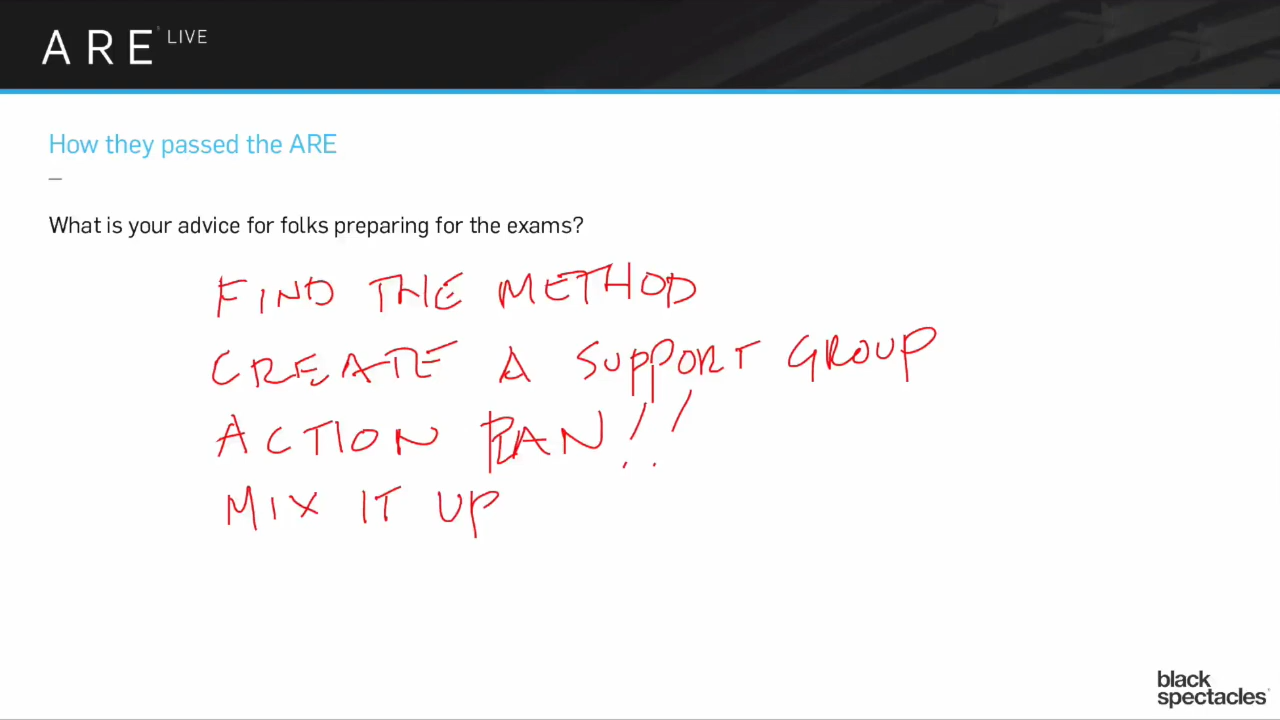 ARE LIVE
How they passed the ARE
What is your advice for folks preparing for the exams?
FIND THE METHOD
CREATE A SUPPORT GROUP
ACTION PLAN!!
MIX IT UP
black
spectacles